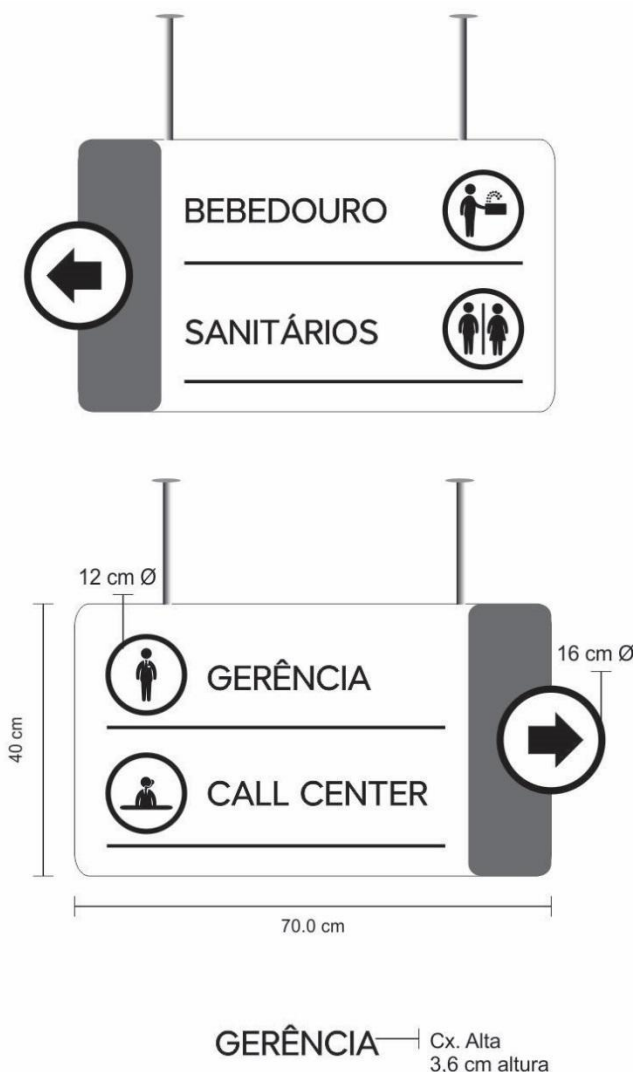 BEBEDOURO
SANITÁRIOS
12 cm Ø
16 cm Ø
GERÊNCIA
40 cm
CALL CENTER
70.0 cm
GERÊNCIA
Cx. Alta
3,6 cm altura